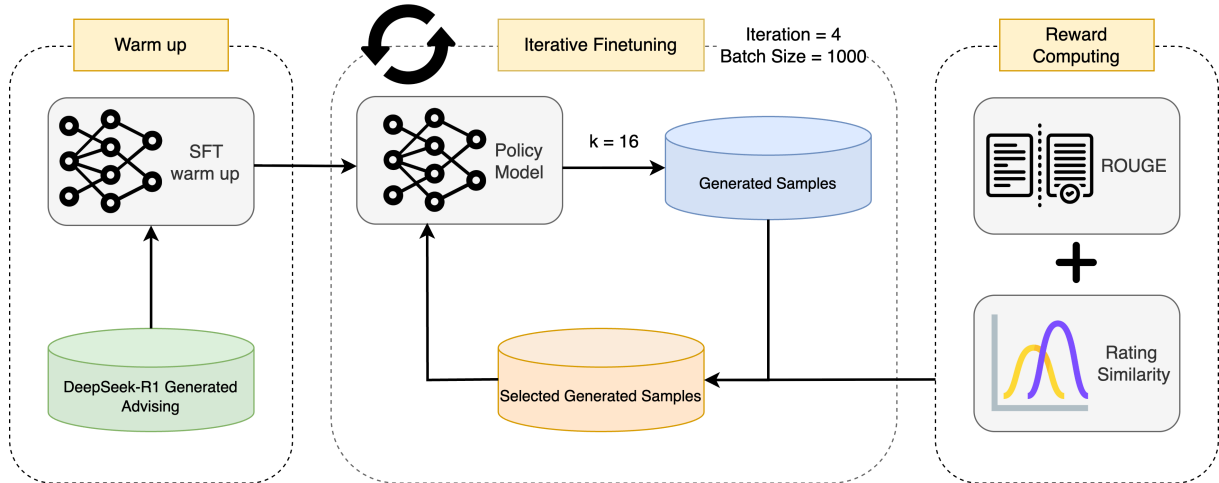 Warm up
SFT
warm up
DeepSeek-R1 Generated
Advising
Iterative Finetuning
Iteration = 4
Batch Size = 1000
Policy
Model
k = 16
Generated Samples
Selected Generated Samples
Reward
Computing
ROUGE
Rating
Similarity